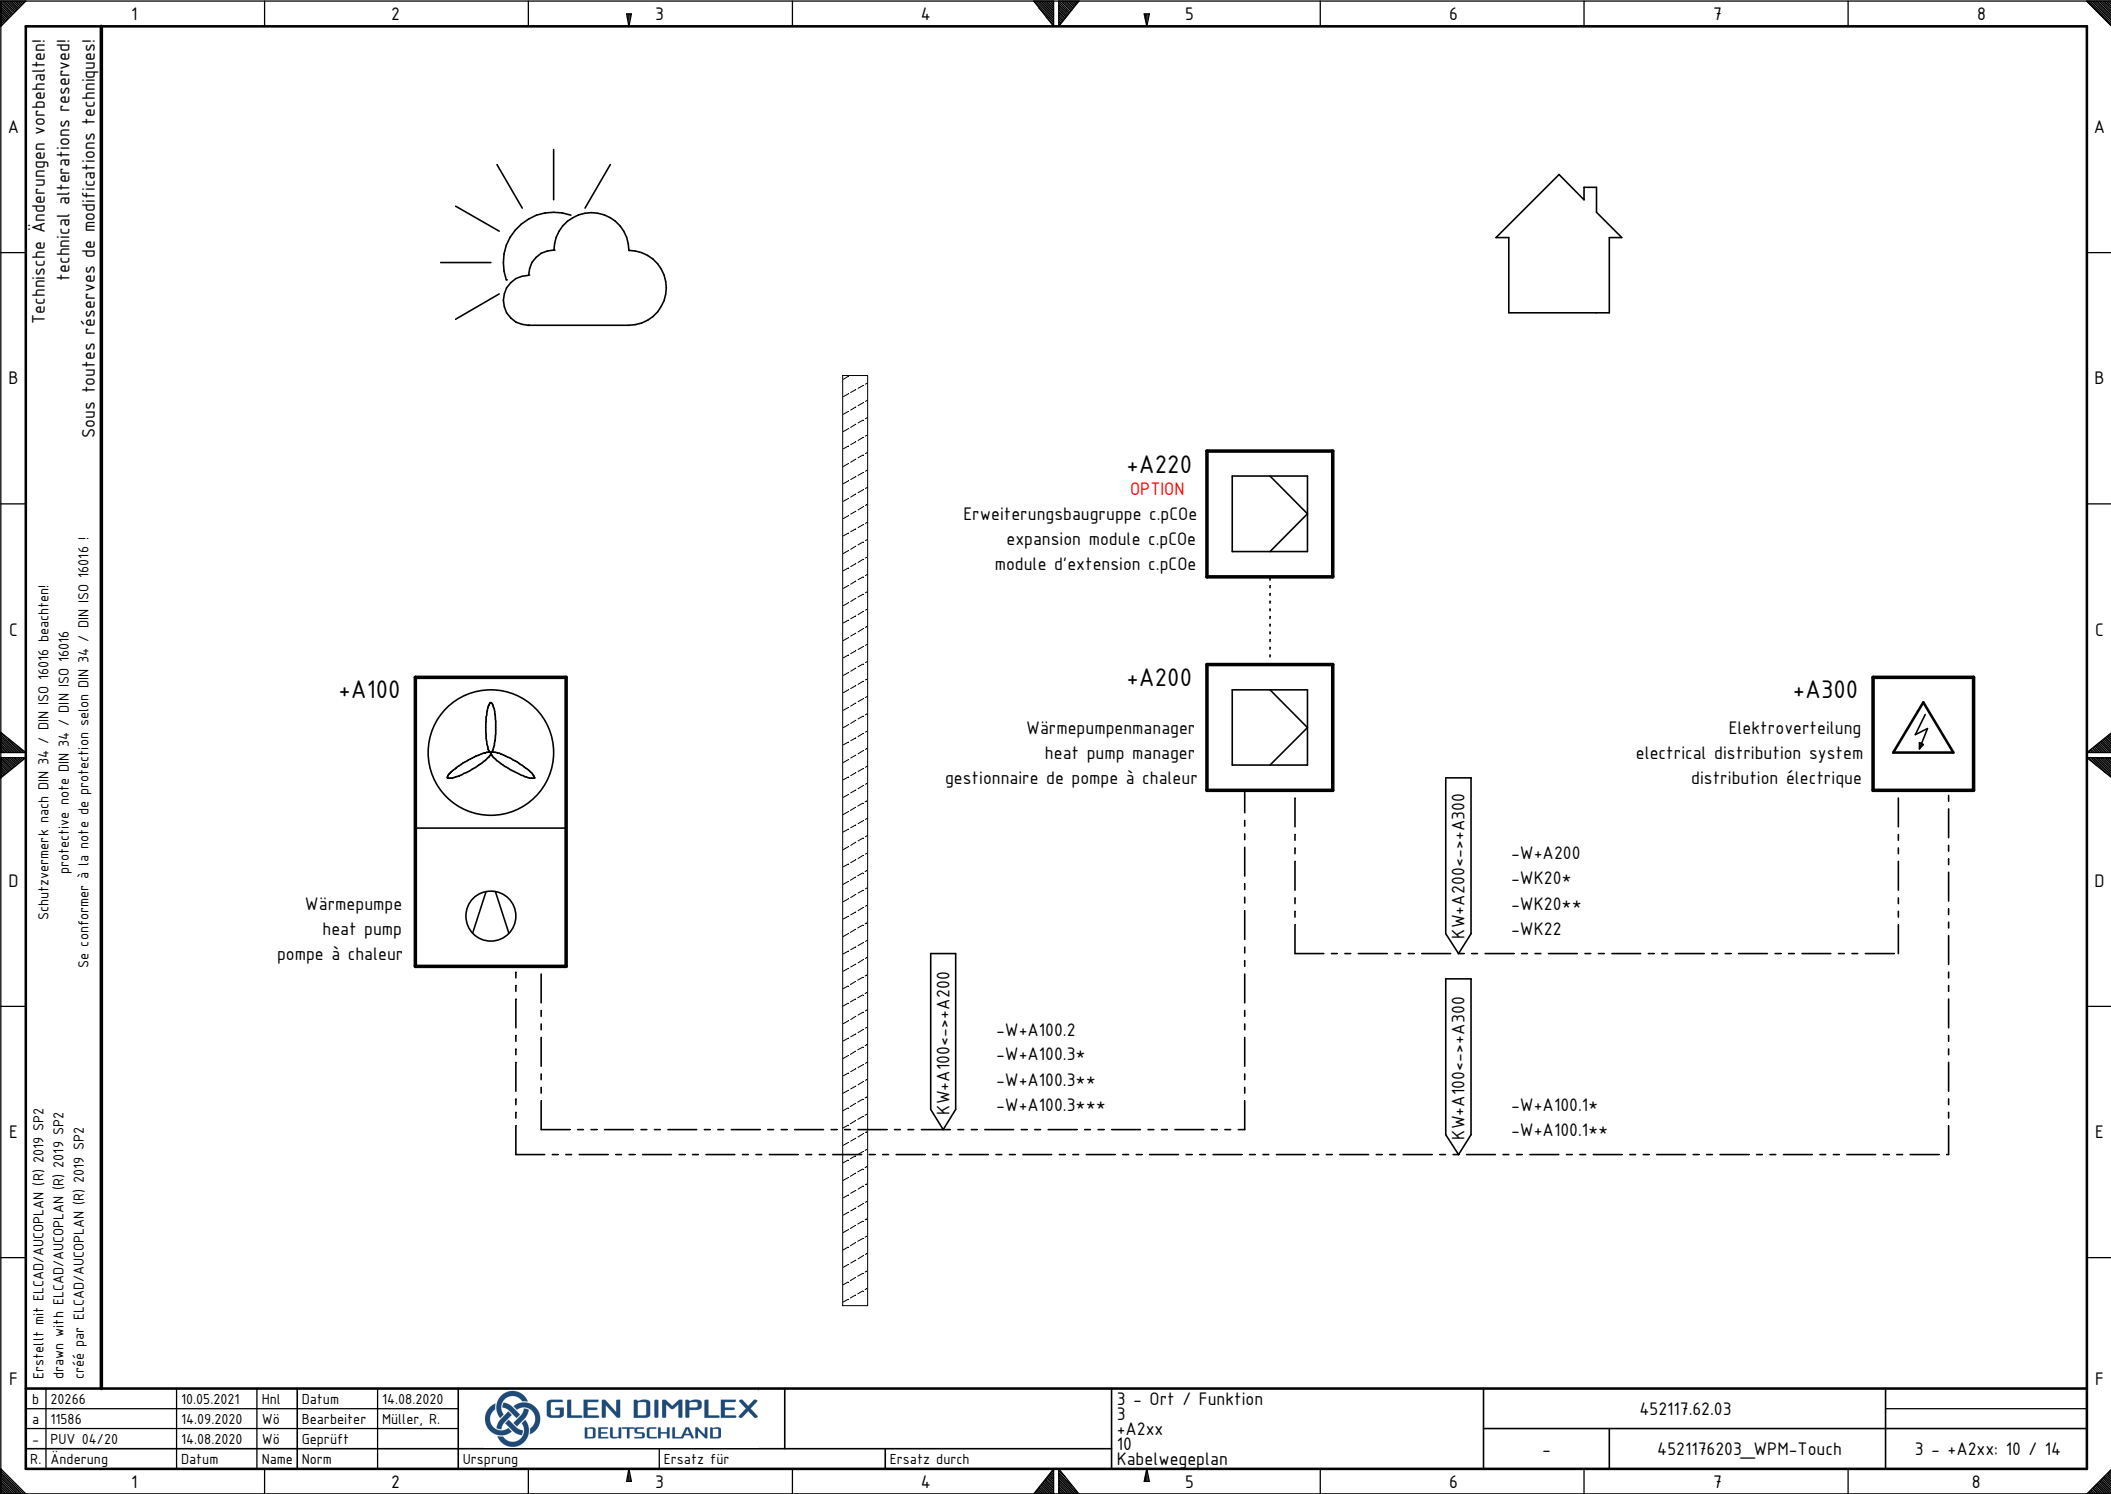 1 2 3 4 5 6 7 8
A
B
C
D
E
F
A
B
C
D
E
F
Technische Änderungen vorbehalten!
technical alterations reserved!
Sous toutes réserves de modifications techniques!
Schutzvermerk nach DIN 34 / DIN ISO 16016 beachten!
protective note DIN 34 / DIN ISO 16016
Se conformer à la note de protection selon DIN 34 / DIN ISO 16016 !
Erstellt mit ELCAD/AUCOPLAN (R) 2019 SP2
drawn with ELCAD/AUCOPLAN (R) 2019 SP2
créé par ELCAD/AUCOPLAN (R) 2019 SP2
+A220
OPTION
Erweiterungsbaugruppe c.pCOe
expansion module c.pCOe
module d'extension c.pCOe
+A100
Wärmepumpe
heat pump
pompe à chaleur
+A200
Wärmepumpenmanager
heat pump manager
gestionnaire de pompe à chaleur
+A300
Elektroverteilung
electrical distribution system
distribution électrique
KW+A200<->+A300
-W+A200
-WK20*
-WK20**
-WK22
KW+A100<->+A200
-W+A100.2
-W+A100.3*
-W+A100.3**
-W+A100.3***
KW+A100<->+A300
-W+A100.1*
-W+A100.1**
b 20266 10.05.2021 Hnl Datum 14.08.2020
a 11586 14.09.2020 Wö Bearbeiter Müller, R.
- PUV 04/20 14.08.2020 Wö Geprüft
R. Änderung Datum Name Norm
GLEN DIMPLEX
DEUTSCHLAND
Ursprung Ersatz für Ersatz durch
3 - Ort / Funktion
3
+A2xx
10
Kabelwegeplan
452117.62.03
- 4521176203_WPM-Touch 3 - +A2xx: 10 / 14
1 2 3 4 5 6 7 8